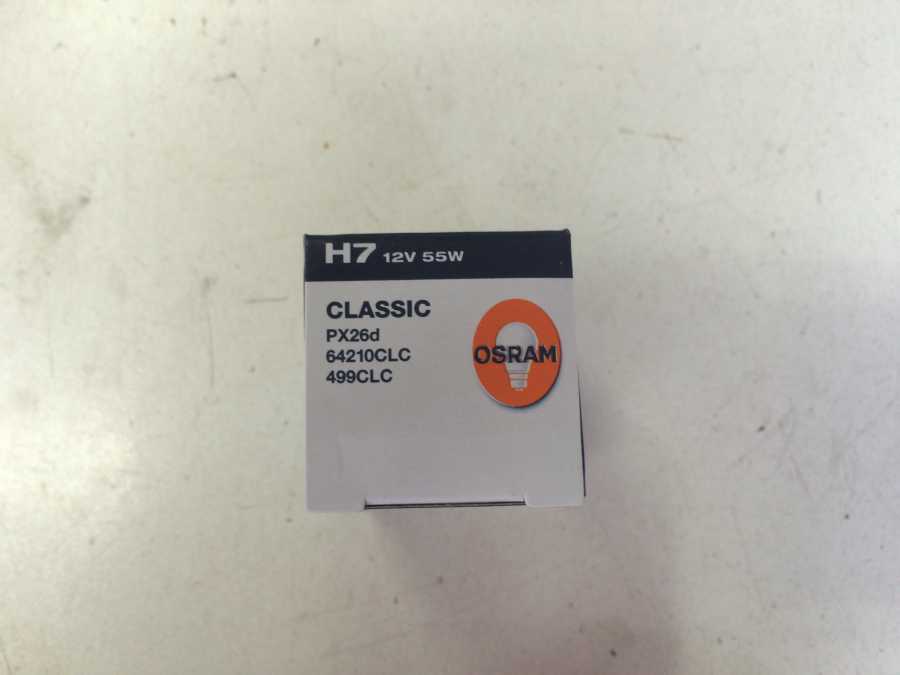 H7 12V 55W
CLASSIC
PX26d
64210CLC
499CLC
OSRAM